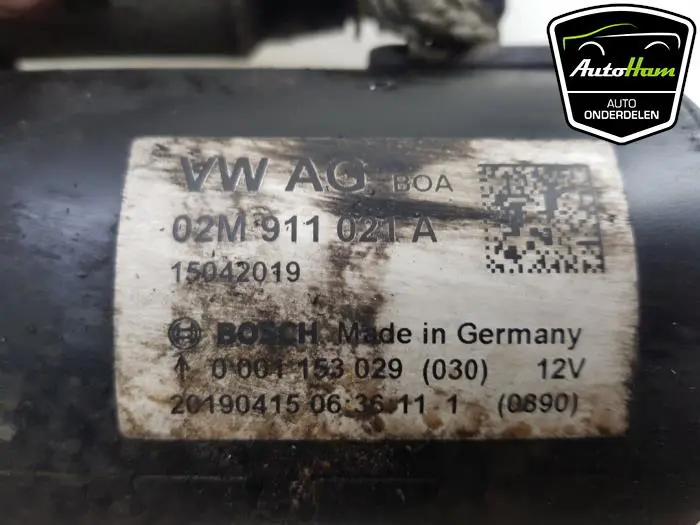 AutoHam
AUTO
ONDERDELEN
VW AG BOA
02M 911 021 A
15042019
BOSCH Made in Germany
↑ 0 001 153 029 (030) 12V
20190415 06:36 11 1 (0890)